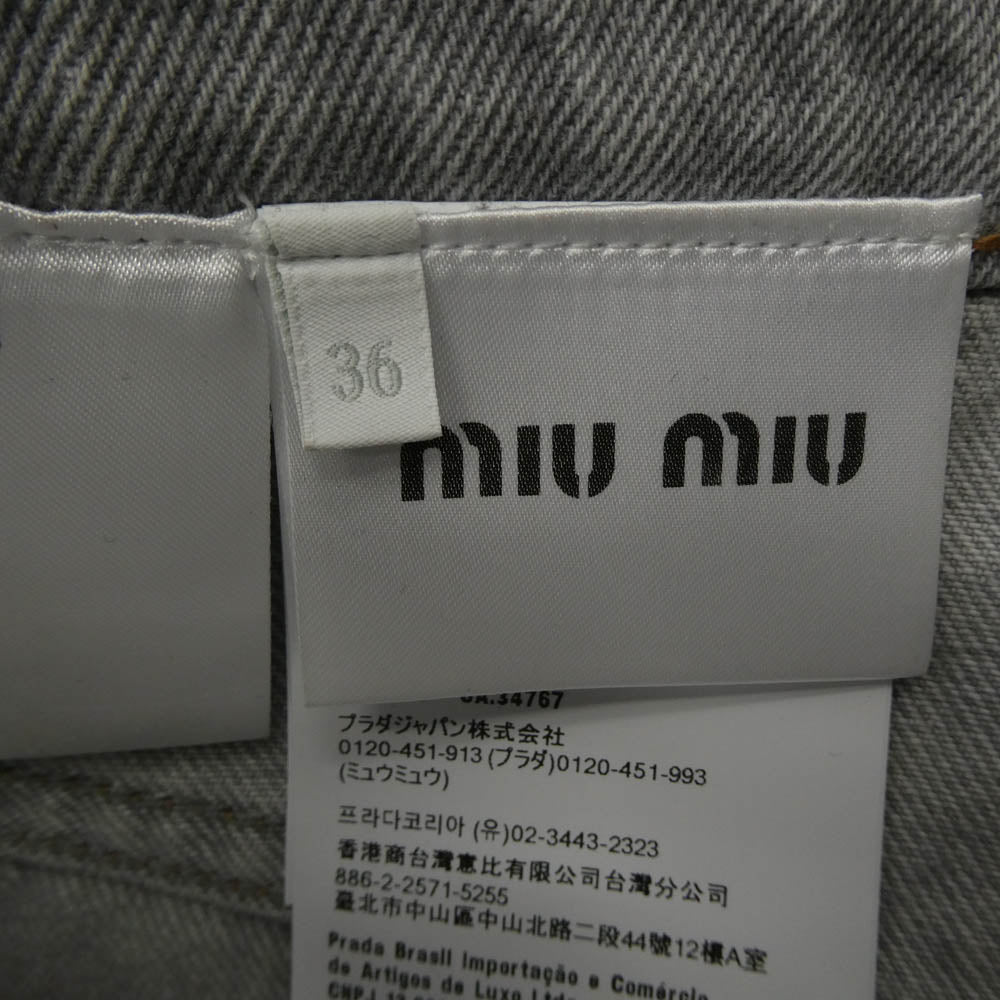 36
miu miu
CA.34767
プラダジャパン株式会社
0120-451-913 (プラダ)0120-451-993
(ミュウミュウ)
프라다코리아 (유)02-3443-2323
香港商台灣惠比有限公司台灣分公司
886-2-2571-5255
臺北市中山區中山北路二段44號12樓A室
Prada Brasil Importação e Comércio
de Artigos de Luxo Ltda
CNPJ